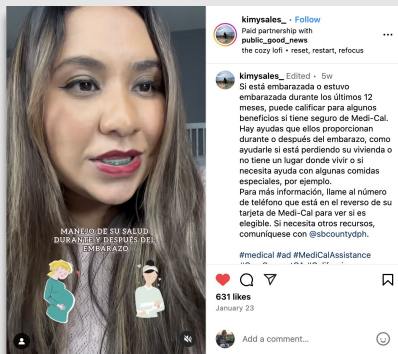 kimysales_ • Follow
Paid partnership with
public_good_news
the cozy lofi • reset, restart, refocus
kimysales_ Edited • 5w
Si está embarazada o estuvo
embarazada durante los últimos 12
meses, puede calificar para algunos
beneficios si tiene seguro de Medi-Cal.
Hay ayudas que ellos proporcionan
durante o después del embarazo, como
ayudarle si está perdiendo su vivienda o
no tiene un lugar donde vivir o si
necesita ayuda con algunas comidas
especiales, por ejemplo.
Para más información, llame al número
de teléfono que está en el reverso de su
tarjeta de Medi-Cal para ver si es
elegible. Si necesita otros recursos,
comuníquese con @sbcountydph.
#medical #ad #MediCalAssistance
MANEJO DE SU SALUD
DURANTE Y DESPUÉS DEL
EMBARAZO
631 likes
January 23
Add a comment...